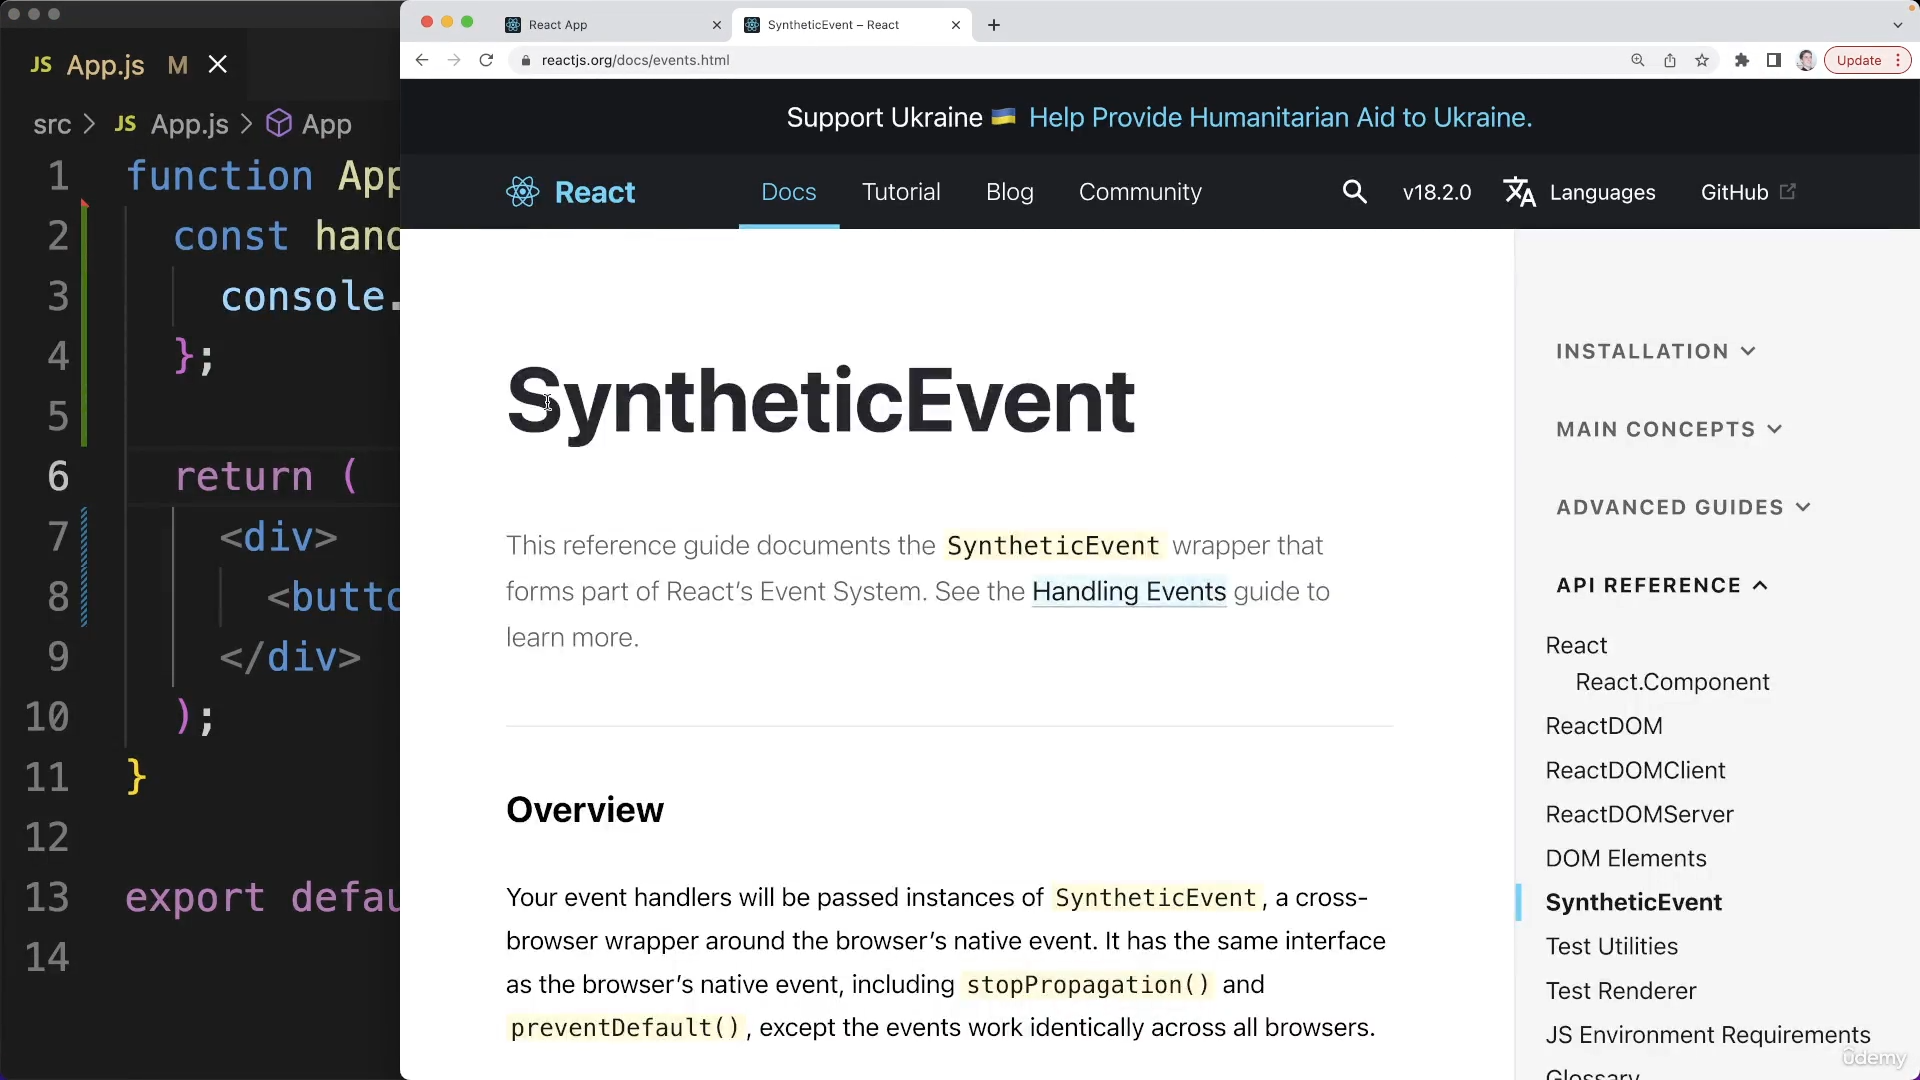 JS App.js M
src > JS App.js > App
1 function App
2 const hand
3 console.
4 };
5
6 return (
7 <div>
8 <butto
9 </div>
10 );
11 }
12
13 export defau
14
React App
SyntheticEvent – React
reactjs.org/docs/events.html
Update
Support Ukraine 🇺🇦 Help Provide Humanitarian Aid to Ukraine.
React
Docs
Tutorial
Blog
Community
v18.2.0
Languages
GitHub
SyntheticEvent
This reference guide documents the SyntheticEvent wrapper that
forms part of React’s Event System. See the Handling Events guide to
learn more.
Overview
Your event handlers will be passed instances of SyntheticEvent, a cross-
browser wrapper around the browser’s native event. It has the same interface
as the browser’s native event, including stopPropagation() and
preventDefault(), except the events work identically across all browsers.
INSTALLATION
MAIN CONCEPTS
ADVANCED GUIDES
API REFERENCE
React
React.Component
ReactDOM
ReactDOMClient
ReactDOMServer
DOM Elements
SyntheticEvent
Test Utilities
Test Renderer
JS Environment Requirements
Glossary
ûdemy